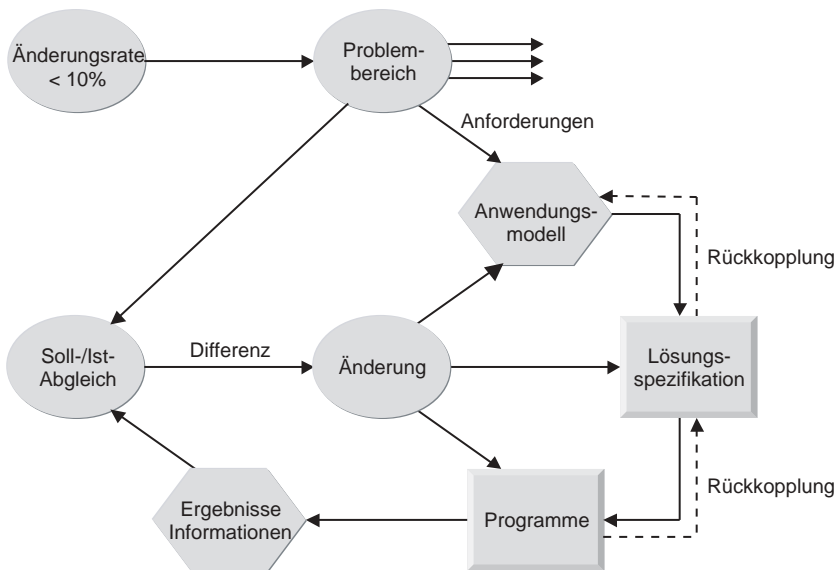 Änderungsrate
< 10%
Problem-
bereich
Anforderungen
Anwendungs-
modell
Rückkopplung
Soll-/Ist-
Abgleich
Differenz
Änderung
Lösungs-
spezifikation
Rückkopplung
Ergebnisse
Informationen
Programme